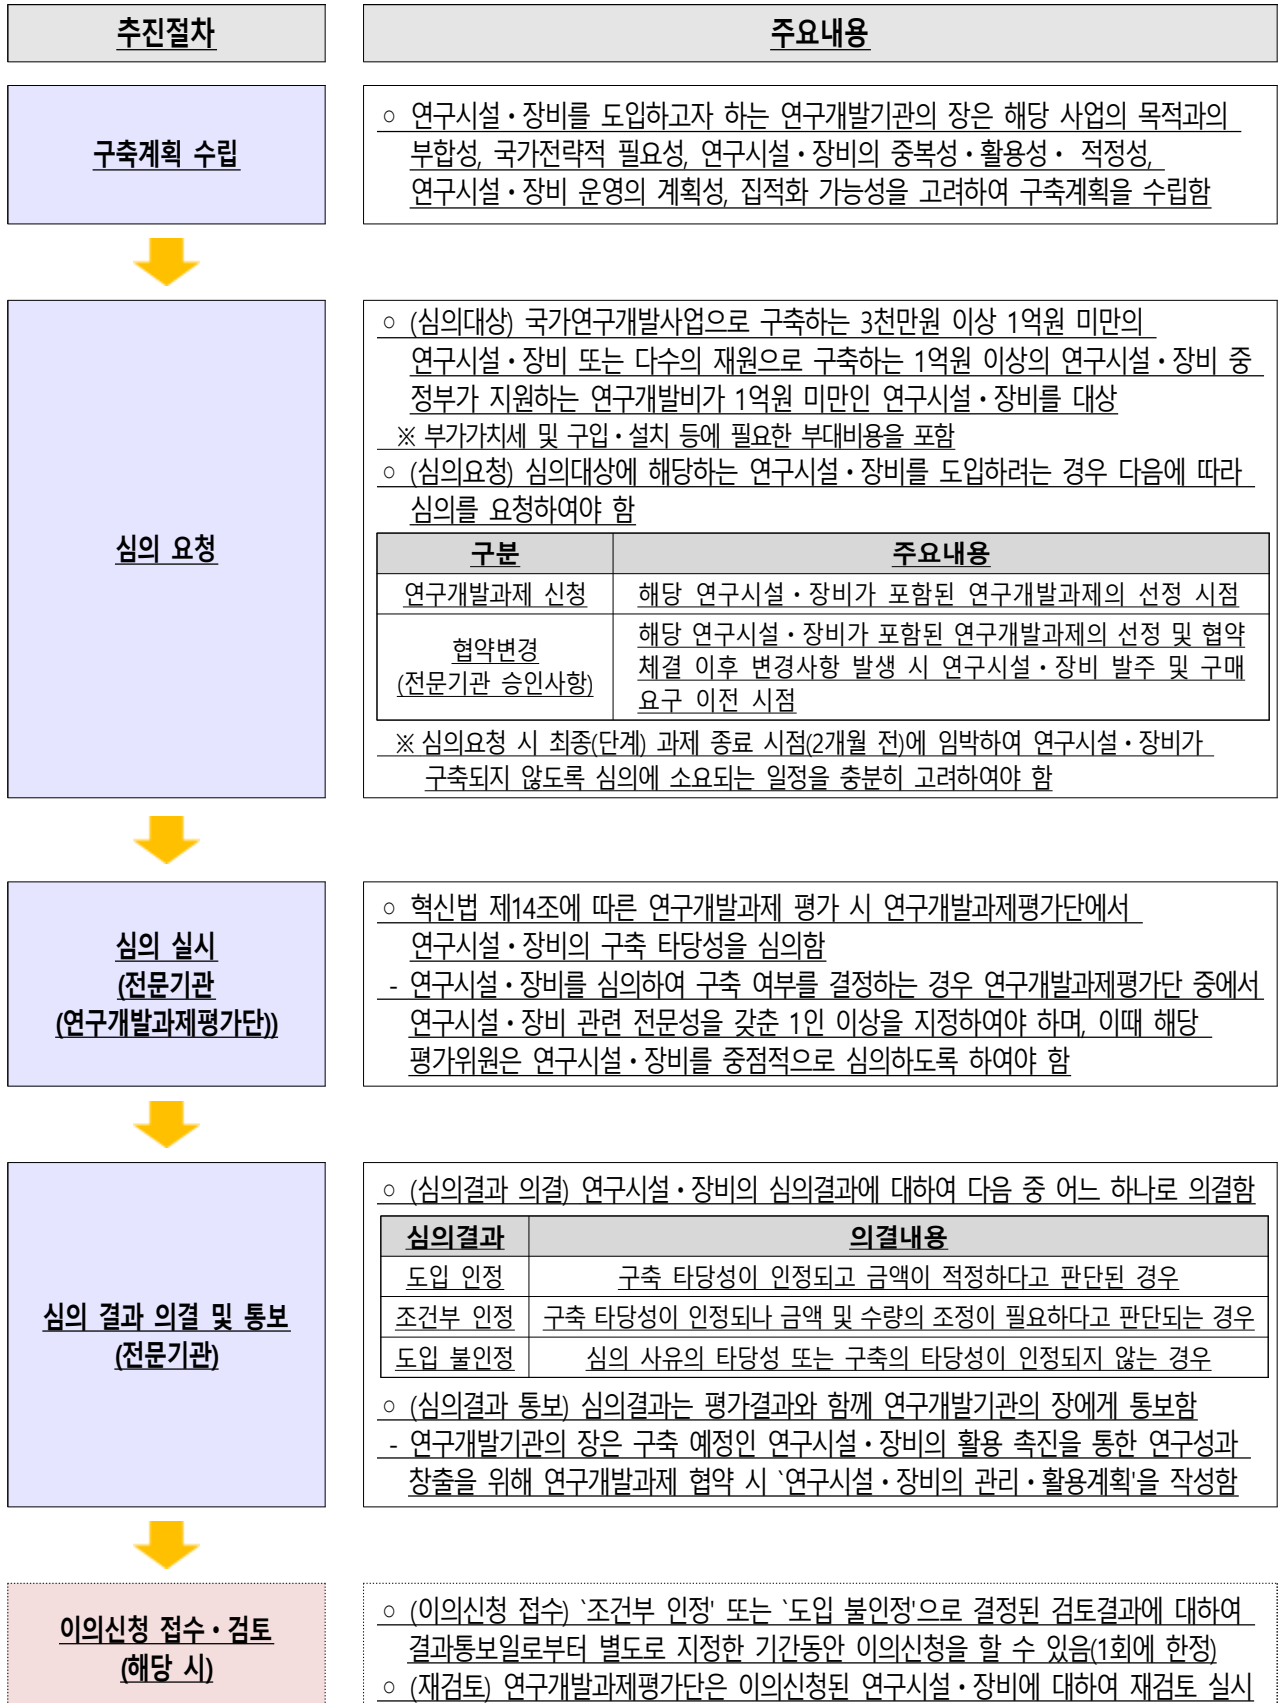 추진절차
주요내용
구축계획 수립
○ 연구시설・장비를 도입하고자 하는 연구개발기관의 장은 해당 사업의 목적과의
부합성, 국가전략적 필요성, 연구시설・장비의 중복성・활용성・ 적정성,
연구시설・장비 운영의 계획성, 집적화 가능성을 고려하여 구축계획을 수립함
심의 요청
○ (심의대상) 국가연구개발사업으로 구축하는 3천만원 이상 1억원 미만의
연구시설・장비 또는 다수의 재원으로 구축하는 1억원 이상의 연구시설・장비 중
정부가 지원하는 연구개발비가 1억원 미만인 연구시설・장비를 대상
※ 부가가치세 및 구입・설치 등에 필요한 부대비용을 포함
○ (심의요청) 심의대상에 해당하는 연구시설・장비를 도입하려는 경우 다음에 따라
심의를 요청하여야 함
구분 주요내용
연구개발과제 신청 해당 연구시설・장비가 포함된 연구개발과제의 선정 시점
협약변경
(전문기관 승인사항)
해당 연구시설・장비가 포함된 연구개발과제의 선정 및 협약
체결 이후 변경사항 발생 시 연구시설・장비 발주 및 구매
요구 이전 시점
※ 심의요청 시 최종(단계) 과제 종료 시점(2개월 전)에 임박하여 연구시설・장비가
구축되지 않도록 심의에 소요되는 일정을 충분히 고려하여야 함
심의 실시
(전문기관
(연구개발과제평가단))
○ 혁신법 제14조에 따른 연구개발과제 평가 시 연구개발과제평가단에서
연구시설・장비의 구축 타당성을 심의함
- 연구시설・장비를 심의하여 구축 여부를 결정하는 경우 연구개발과제평가단 중에서
연구시설・장비 관련 전문성을 갖춘 1인 이상을 지정하여야 하며, 이때 해당
평가위원은 연구시설・장비를 중점적으로 심의하도록 하여야 함
심의 결과 의결 및 통보
(전문기관)
○ (심의결과 의결) 연구시설・장비의 심의결과에 대하여 다음 중 어느 하나로 의결함
심의결과 의결내용
도입 인정 구축 타당성이 인정되고 금액이 적정하다고 판단된 경우
조건부 인정 구축 타당성이 인정되나 금액 및 수량의 조정이 필요하다고 판단되는 경우
도입 불인정 심의 사유의 타당성 또는 구축의 타당성이 인정되지 않는 경우
○ (심의결과 통보) 심의결과는 평가결과와 함께 연구개발기관의 장에게 통보함
- 연구개발기관의 장은 구축 예정인 연구시설・장비의 활용 촉진을 통한 연구성과
창출을 위해 연구개발과제 협약 시 `연구시설・장비의 관리・활용계획'을 작성함
이의신청 접수・검토
(해당 시)
○ (이의신청 접수) `조건부 인정' 또는 `도입 불인정'으로 결정된 검토결과에 대하여
결과통보일로부터 별도로 지정한 기간동안 이의신청을 할 수 있음(1회에 한정)
○ (재검토) 연구개발과제평가단은 이의신청된 연구시설・장비에 대하여 재검토 실시